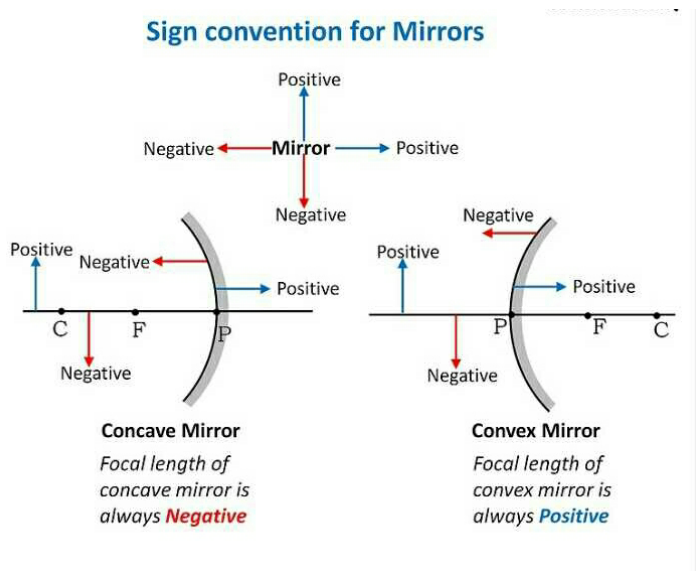 Sign convention for Mirrors
Positive
Negative Mirror Positive
Negative
Positive
Negative
Positive
C F P
Negative
Negative
Positive
Positive
P F C
Negative
Concave Mirror
Focal length of
concave mirror is
always Negative
Convex Mirror
Focal length of
convex mirror is
always Positive